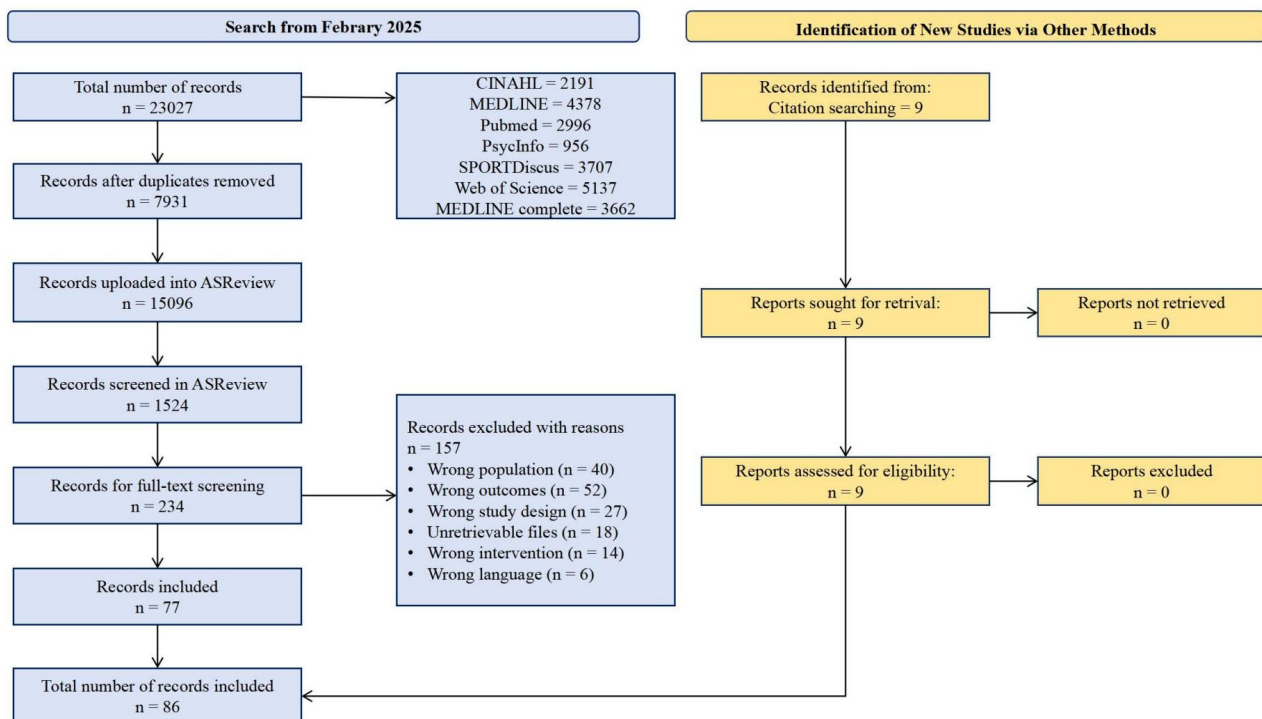 Search from Febrary 2025
Total number of records
n = 23027
CINAHL = 2191
MEDLINE = 4378
Pubmed = 2996
PsycInfo = 956
SPORTDiscus = 3707
Web of Science = 5137
MEDLINE complete = 3662
Records after duplicates removed
n = 7931
Records uploaded into ASReview
n = 15096
Records screened in ASReview
n = 1524
Records for full-text screening
n = 234
Records excluded with reasons
n = 157
• Wrong population (n = 40)
• Wrong outcomes (n = 52)
• Wrong study design (n = 27)
• Unretrievable files (n = 18)
• Wrong intervention (n = 14)
• Wrong language (n = 6)
Records included
n = 77
Total number of records included
n = 86
Identification of New Studies via Other Methods
Records identified from:
Citation searching = 9
Reports sought for retrival:
n = 9
Reports not retrieved
n = 0
Reports assessed for eligibility:
n = 9
Reports excluded
n = 0